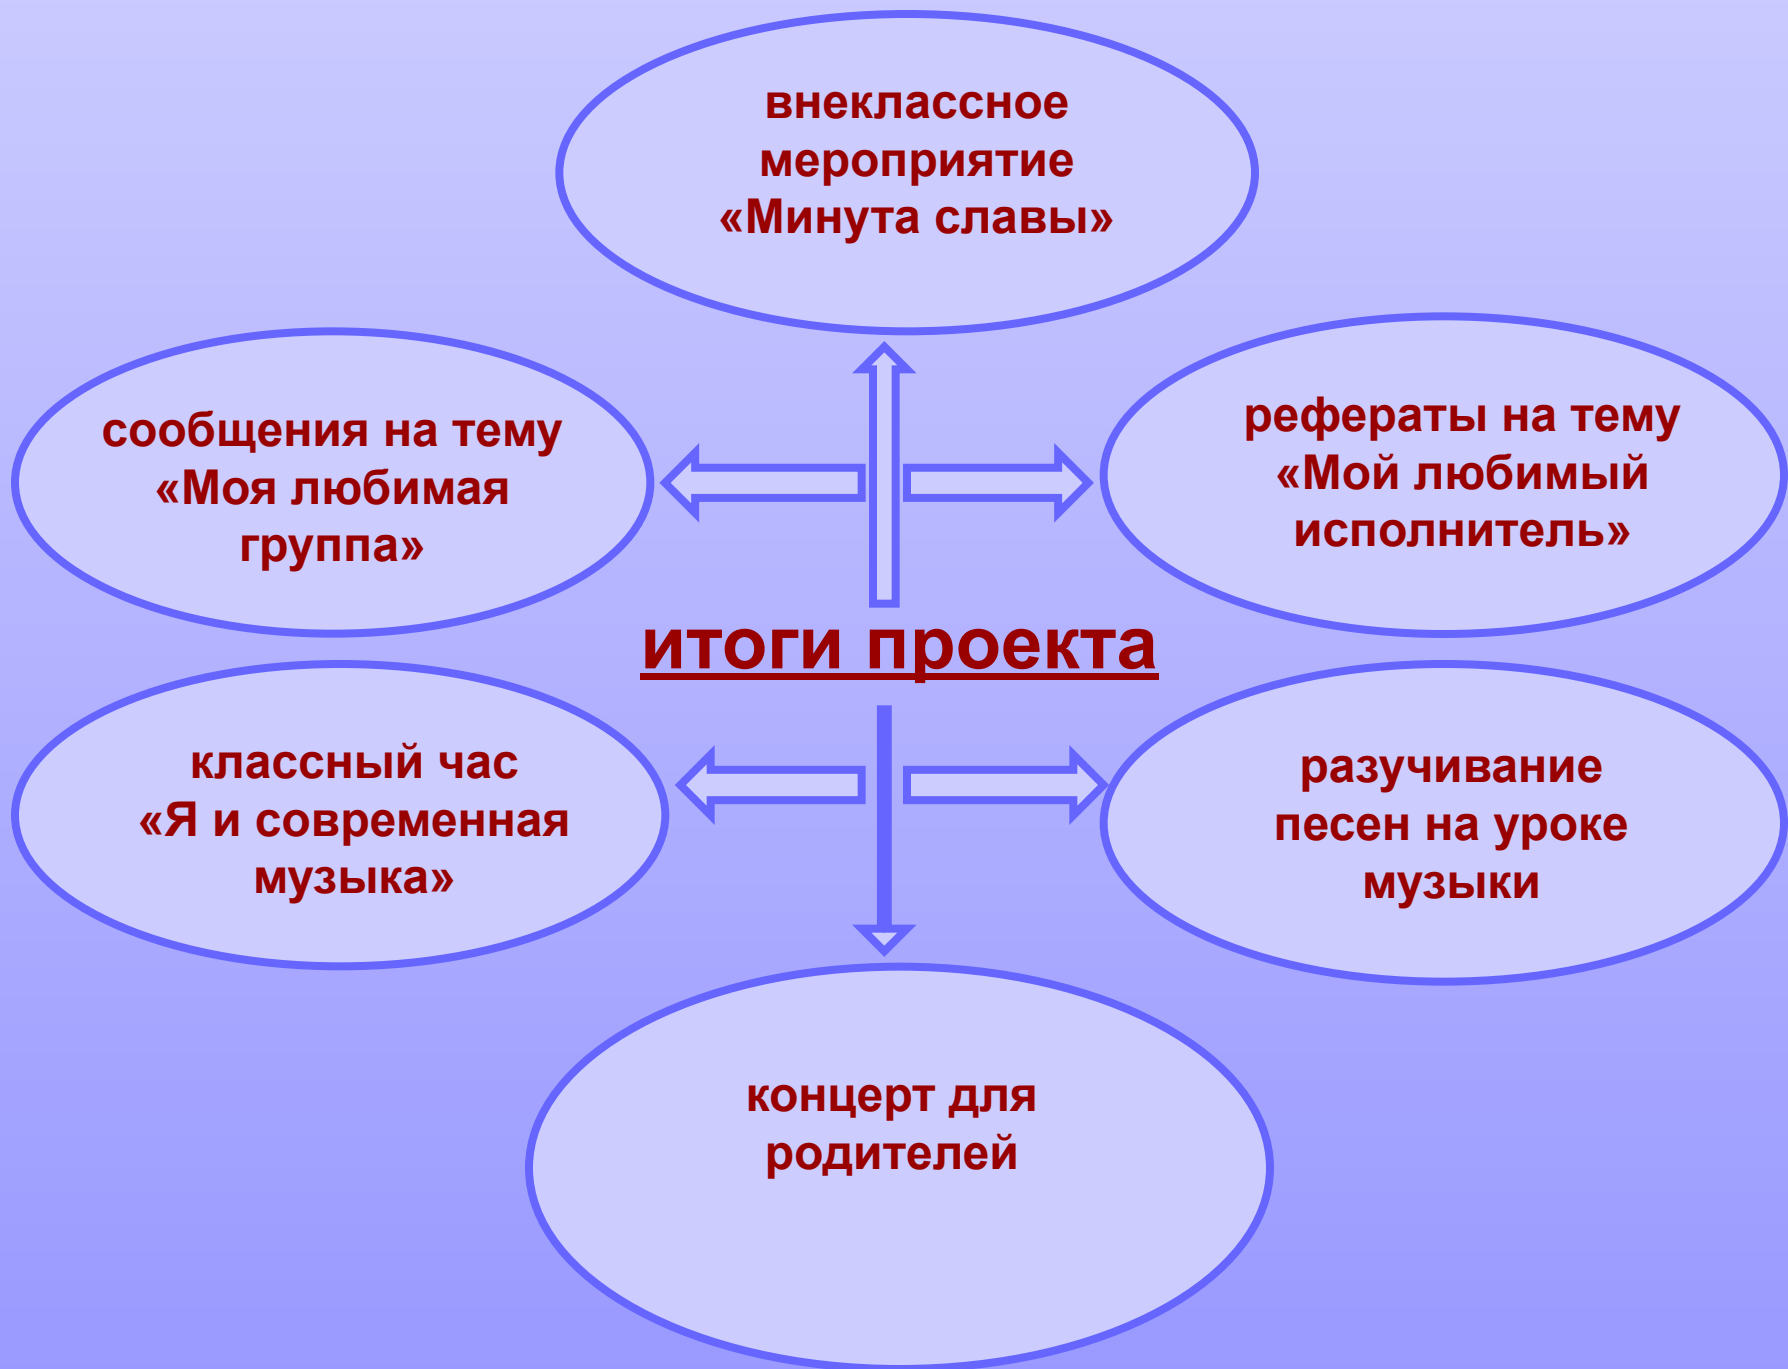 внеклассное
мероприятие
«Минута славы»
сообщения на тему
«Моя любимая
группа»
рефераты на тему
«Мой любимый
исполнитель»
итоги проекта
классный час
«Я и современная
музыка»
разучивание
песен на уроке
музыки
концерт для
родителей